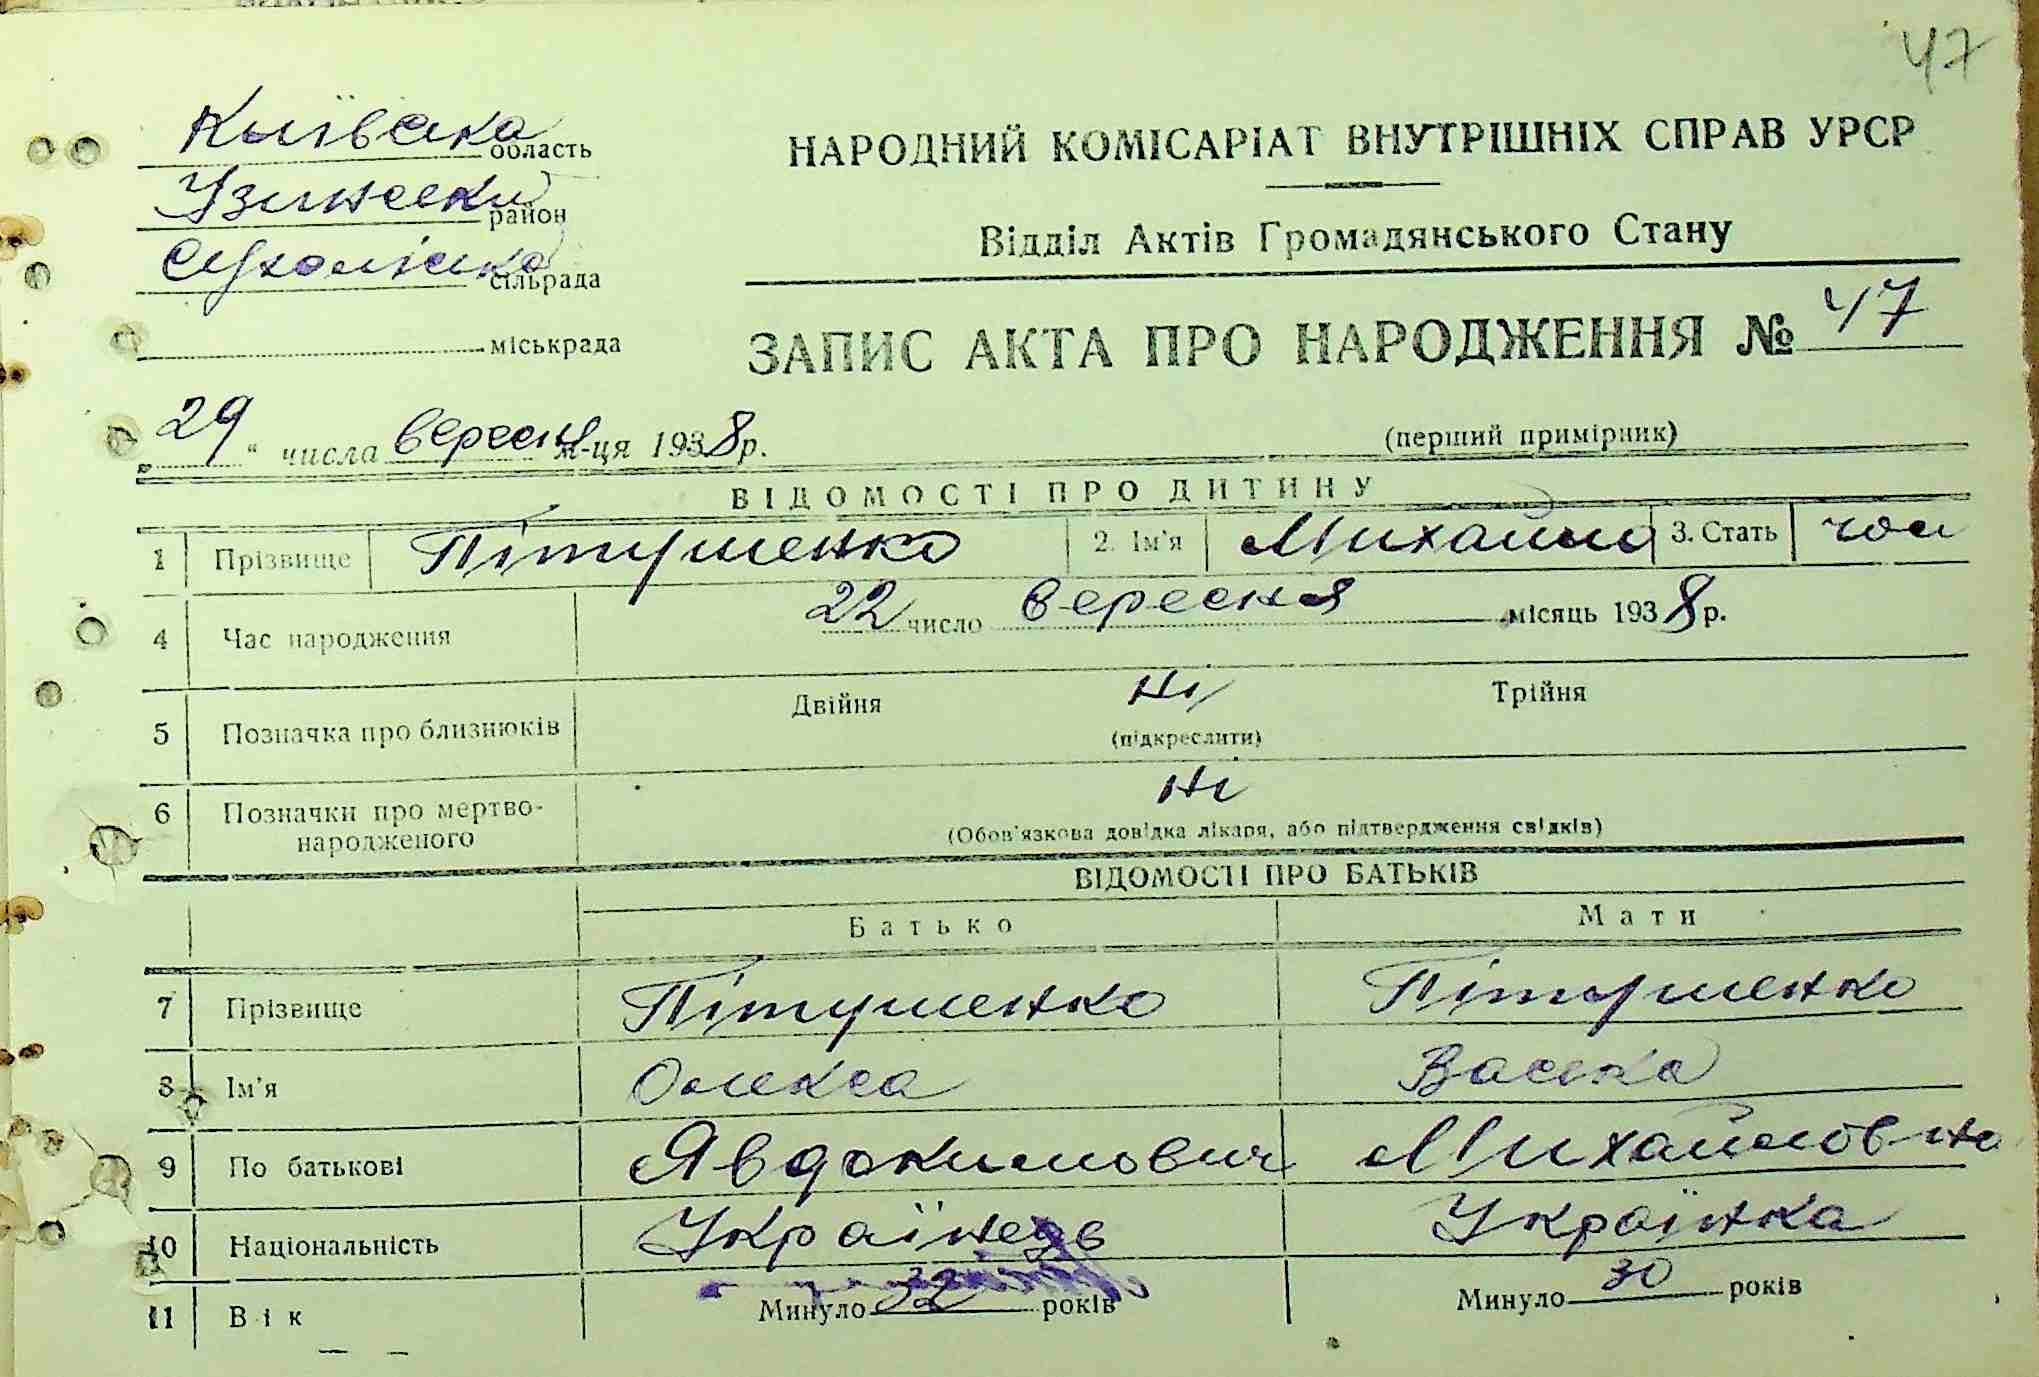 47
Київська область
Узинський район
Сухоліська сільрада
міськрада
НАРОДНИЙ КОМІСАРІАТ ВНУТРІШНІХ СПРАВ УРСР
Відділ Актів Громадянського Стану
ЗАПИС АКТА ПРО НАРОДЖЕННЯ № 47
29 " числа вересня м-ця 1938 р.
(перший примірник)
ВІДОМОСТІ ПРО ДИТИНУ
1 Прізвище Пітушенко 2. Ім'я Михайло 3. Стать чол
4 Час народження 22 число вересня місяць 1938 р.
5 Позначка про близнюків Двійня ні Трійня
(підкреслити)
6 Позначки про мертво-
народженого ні
(Обов'язкова довідка лікаря, або підтвердження свідків)
ВІДОМОСТІ ПРО БАТЬКІВ
Батько Мати
7 Прізвище Пітушенко Пітушенко
8 Ім'я Олекса Васька
9 По батькові Явдокимович Михайловна
10 Національність Українець Українка
11 Вік Минуло 32 років Минуло 30 років